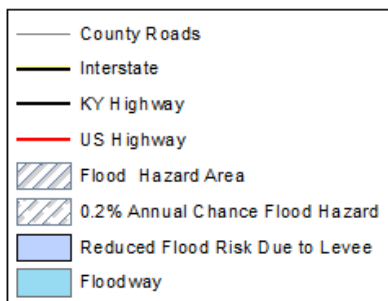 County Roads
Interstate
KY Highway
US Highway
Flood Hazard Area
0.2% Annual Chance Flood Hazard
Reduced Flood Risk Due to Levee
Floodway